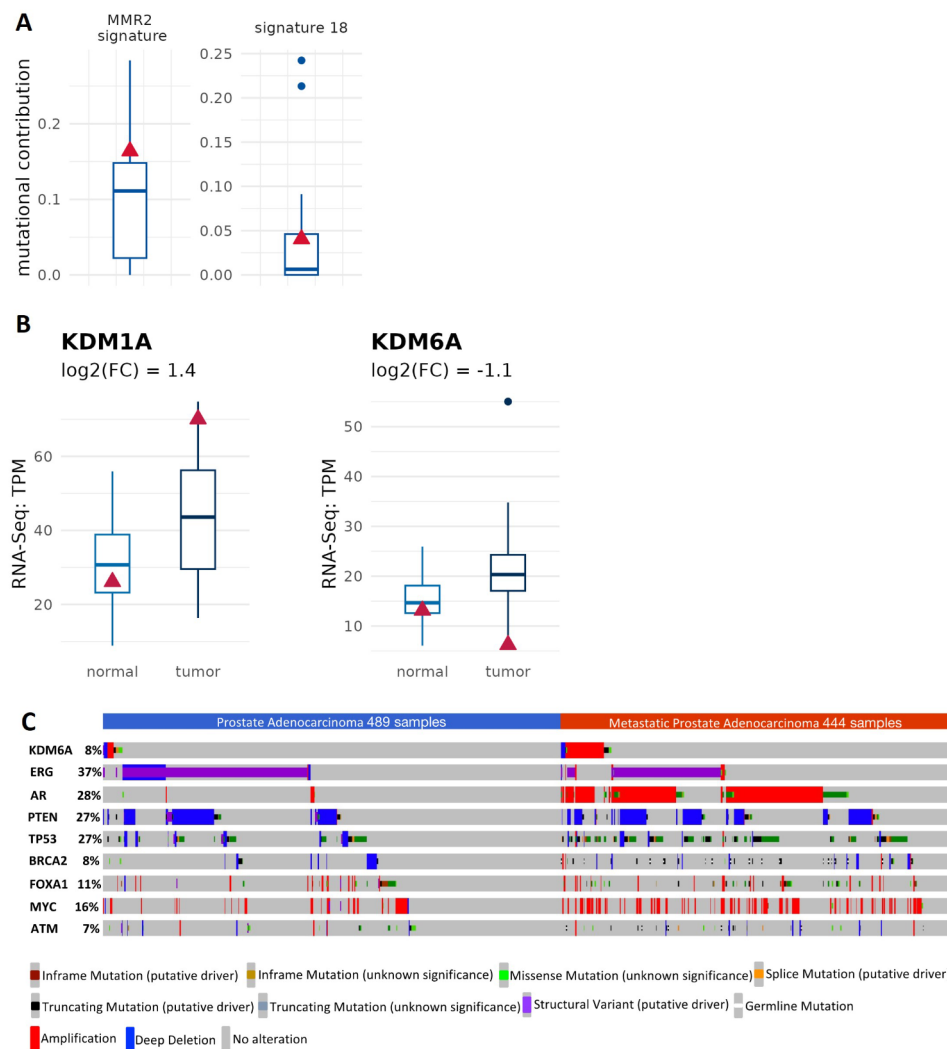 A
MMR2
signature
signature 18
mutational contribution
0.2
0.1
0.0
0.25
0.20
0.15
0.10
0.05
0.00
B
KDM1A
log2(FC) = 1.4
KDM6A
log2(FC) = -1.1
RNA-Seq: TPM
60
40
20
normal
tumor
RNA-Seq: TPM
50
40
30
20
10
normal
tumor
C
Prostate Adenocarcinoma 489 samples
Metastatic Prostate Adenocarcinoma 444 samples
KDM6A 8%
ERG 37%
AR 28%
PTEN 27%
TP53 27%
BRCA2 8%
FOXA1 11%
MYC 16%
ATM 7%
Inframe Mutation (putative driver) Inframe Mutation (unknown significance) Missense Mutation (unknown significance) Splice Mutation (putative driver
Truncating Mutation (putative driver) Truncating Mutation (unknown significance) Structural Variant (putative driver) Germline Mutation
Amplification Deep Deletion No alteration